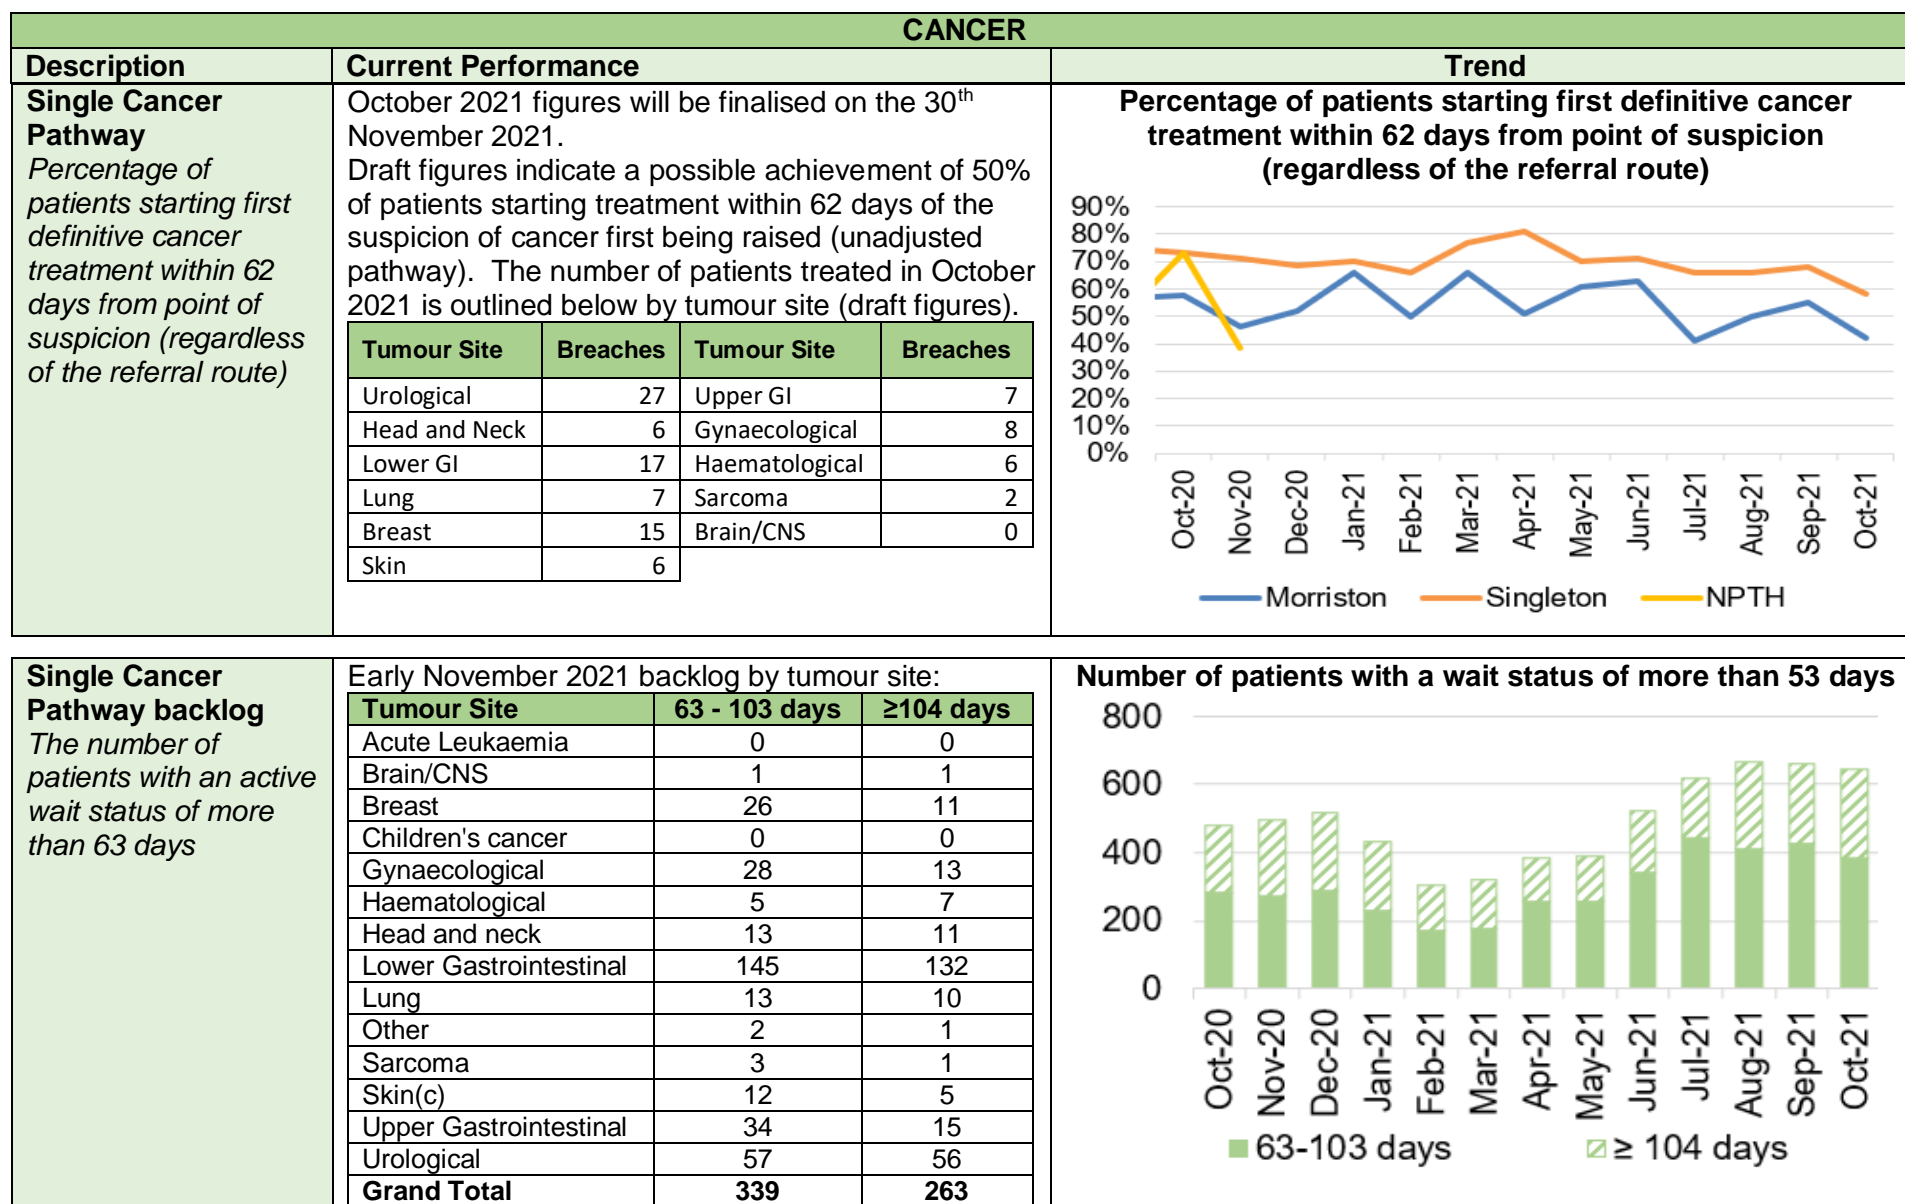 CANCER
Description
Current Performance
Trend
Single Cancer
Pathway
Percentage of
patients starting first
definitive cancer
treatment within 62
days from point of
suspicion (regardless
of the referral route)
October 2021 figures will be finalised on the 30th
November 2021.
Draft figures indicate a possible achievement of 50%
of patients starting treatment within 62 days of the
suspicion of cancer first being raised (unadjusted
pathway). The number of patients treated in October
2021 is outlined below by tumour site (draft figures).
Tumour Site Breaches Tumour Site Breaches
Urological 27 Upper GI 7
Head and Neck 6 Gynaecological 8
Lower GI 17 Haematological 6
Lung 7 Sarcoma 2
Breast 15 Brain/CNS 0
Skin 6
Percentage of patients starting first definitive cancer
treatment within 62 days from point of suspicion
(regardless of the referral route)
90%
80%
70%
60%
50%
40%
30%
20%
10%
0%
Oct-20 Nov-20 Dec-20 Jan-21 Feb-21 Mar-21 Apr-21 May-21 Jun-21 Jul-21 Aug-21 Sep-21 Oct-21
Morriston Singleton NPTH
Single Cancer
Pathway backlog
The number of
patients with an active
wait status of more
than 63 days
Early November 2021 backlog by tumour site:
Tumour Site 63 - 103 days ≥104 days
Acute Leukaemia 0 0
Brain/CNS 1 1
Breast 26 11
Children's cancer 0 0
Gynaecological 28 13
Haematological 5 7
Head and neck 13 11
Lower Gastrointestinal 145 132
Lung 13 10
Other 2 1
Sarcoma 3 1
Skin(c) 12 5
Upper Gastrointestinal 34 15
Urological 57 56
Grand Total 339 263
Number of patients with a wait status of more than 53 days
800
600
400
200
0
Oct-20 Nov-20 Dec-20 Jan-21 Feb-21 Mar-21 Apr-21 May-21 Jun-21 Jul-21 Aug-21 Sep-21 Oct-21
63-103 days ≥ 104 days